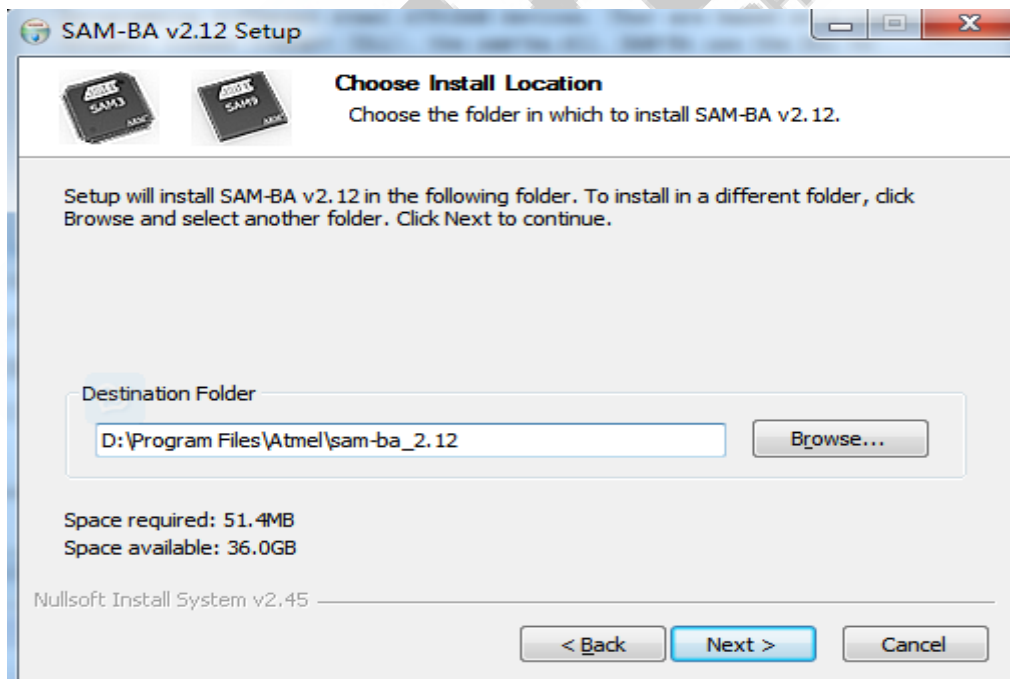 SAM-BA v2.12 Setup
Choose Install Location
Choose the folder in which to install SAM-BA v2.12.
SAM3
SAM9
Setup will install SAM-BA v2.12 in the following folder. To install in a different folder, click
Browse and select another folder. Click Next to continue.
Destination Folder
D:\Program Files\Atmel\sam-ba_2.12
Browse...
Space required: 51.4MB
Space available: 36.0GB
Nullsoft Install System v2.45
< Back
Next >
Cancel